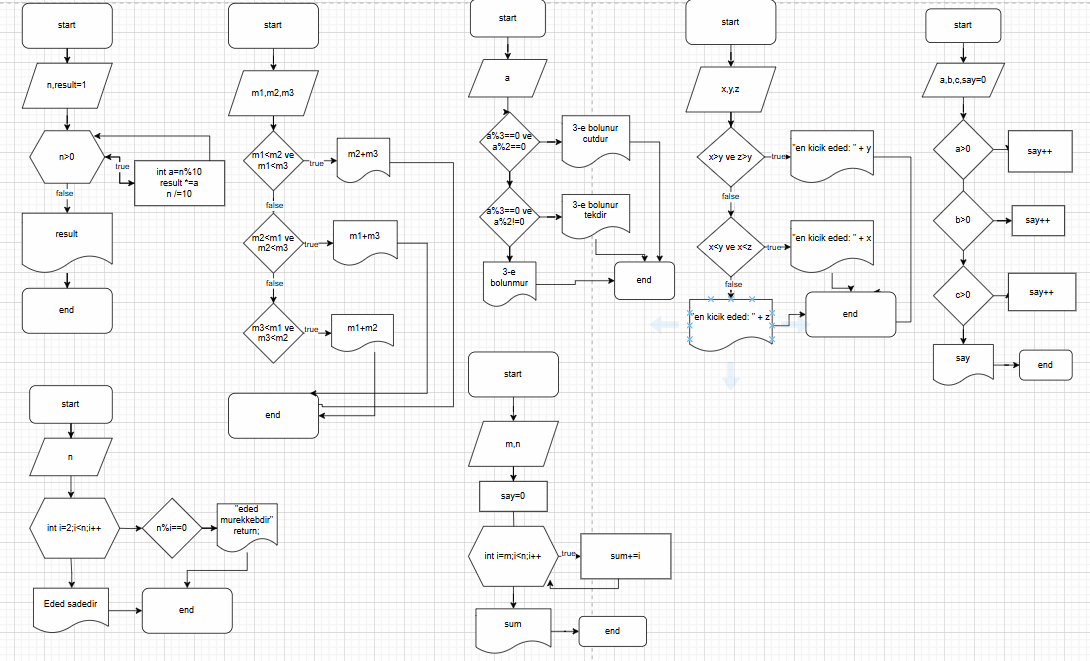 start
n,result=1
n>0
true
int a=n%10
result *=a
n /=10
false
result
end
start
m1,m2,m3
m1<m2 ve
m1<m3
true
m2+m3
false
m2<m1 ve
m2<m3
true
m1+m3
false
m3<m1 ve
m3<m2
true
m1+m2
end
start
a
a%3==0 ve
a%2==0
3-e bolunur
cutdur
a%3==0 ve
a%2!=0
3-e bolunur
tekdir
3-e
bolunmur
end
start
x,y,z
x>y ve z>y
true
"en kicik eded: " + y
false
x<y ve x<z
true
"en kicik eded: " + x
false
"en kicik eded: " + z
end
start
a,b,c,say=0
a>0
say++
b>0
say++
c>0
say++
say
end
start
n
int i=2;i<n;i++
n%i==0
"eded
murekkebdir"
return;
Eded sadedir
end
start
m,n
say=0
int i=m;i<n;i++
true
sum+=i
sum
end